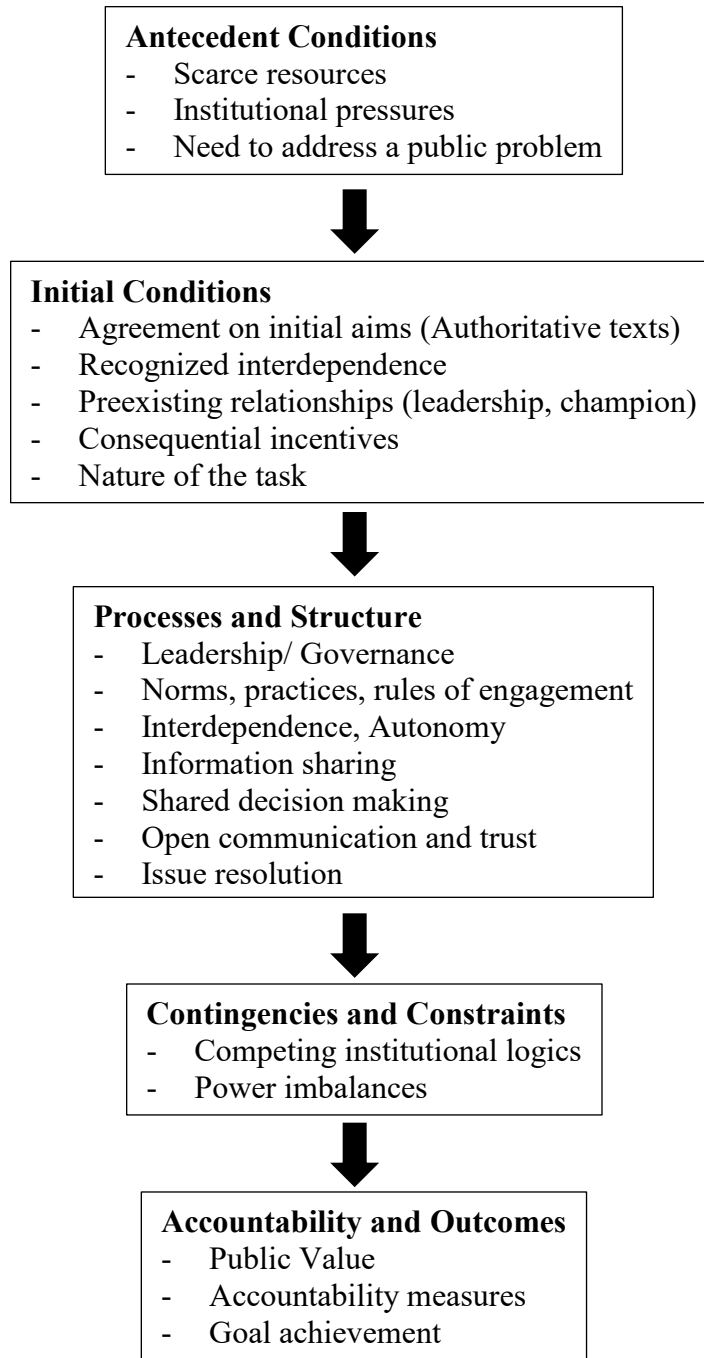 Antecedent Conditions
- Scarce resources
- Institutional pressures
- Need to address a public problem
Initial Conditions
- Agreement on initial aims (Authoritative texts)
- Recognized interdependence
- Preexisting relationships (leadership, champion)
- Consequential incentives
- Nature of the task
Processes and Structure
- Leadership/ Governance
- Norms, practices, rules of engagement
- Interdependence, Autonomy
- Information sharing
- Shared decision making
- Open communication and trust
- Issue resolution
Contingencies and Constraints
- Competing institutional logics
- Power imbalances
Accountability and Outcomes
- Public Value
- Accountability measures
- Goal achievement